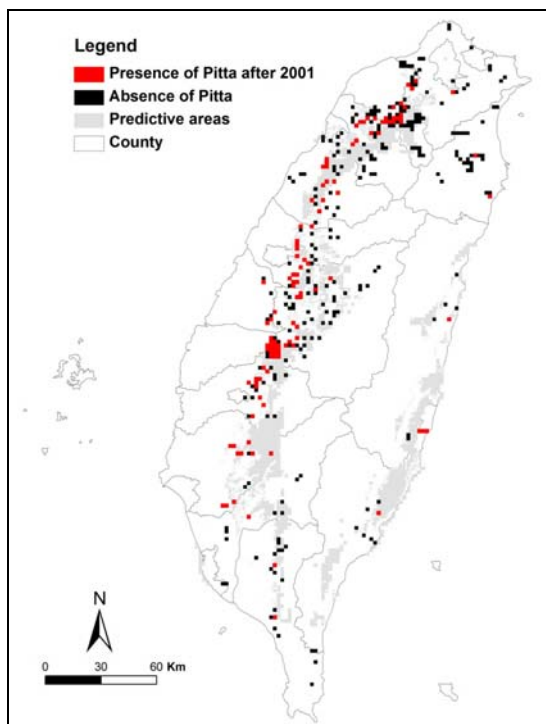 Legend
Presence of Pitta after 2001
Absence of Pitta
Predictive areas
County
N
0 30 60 Km